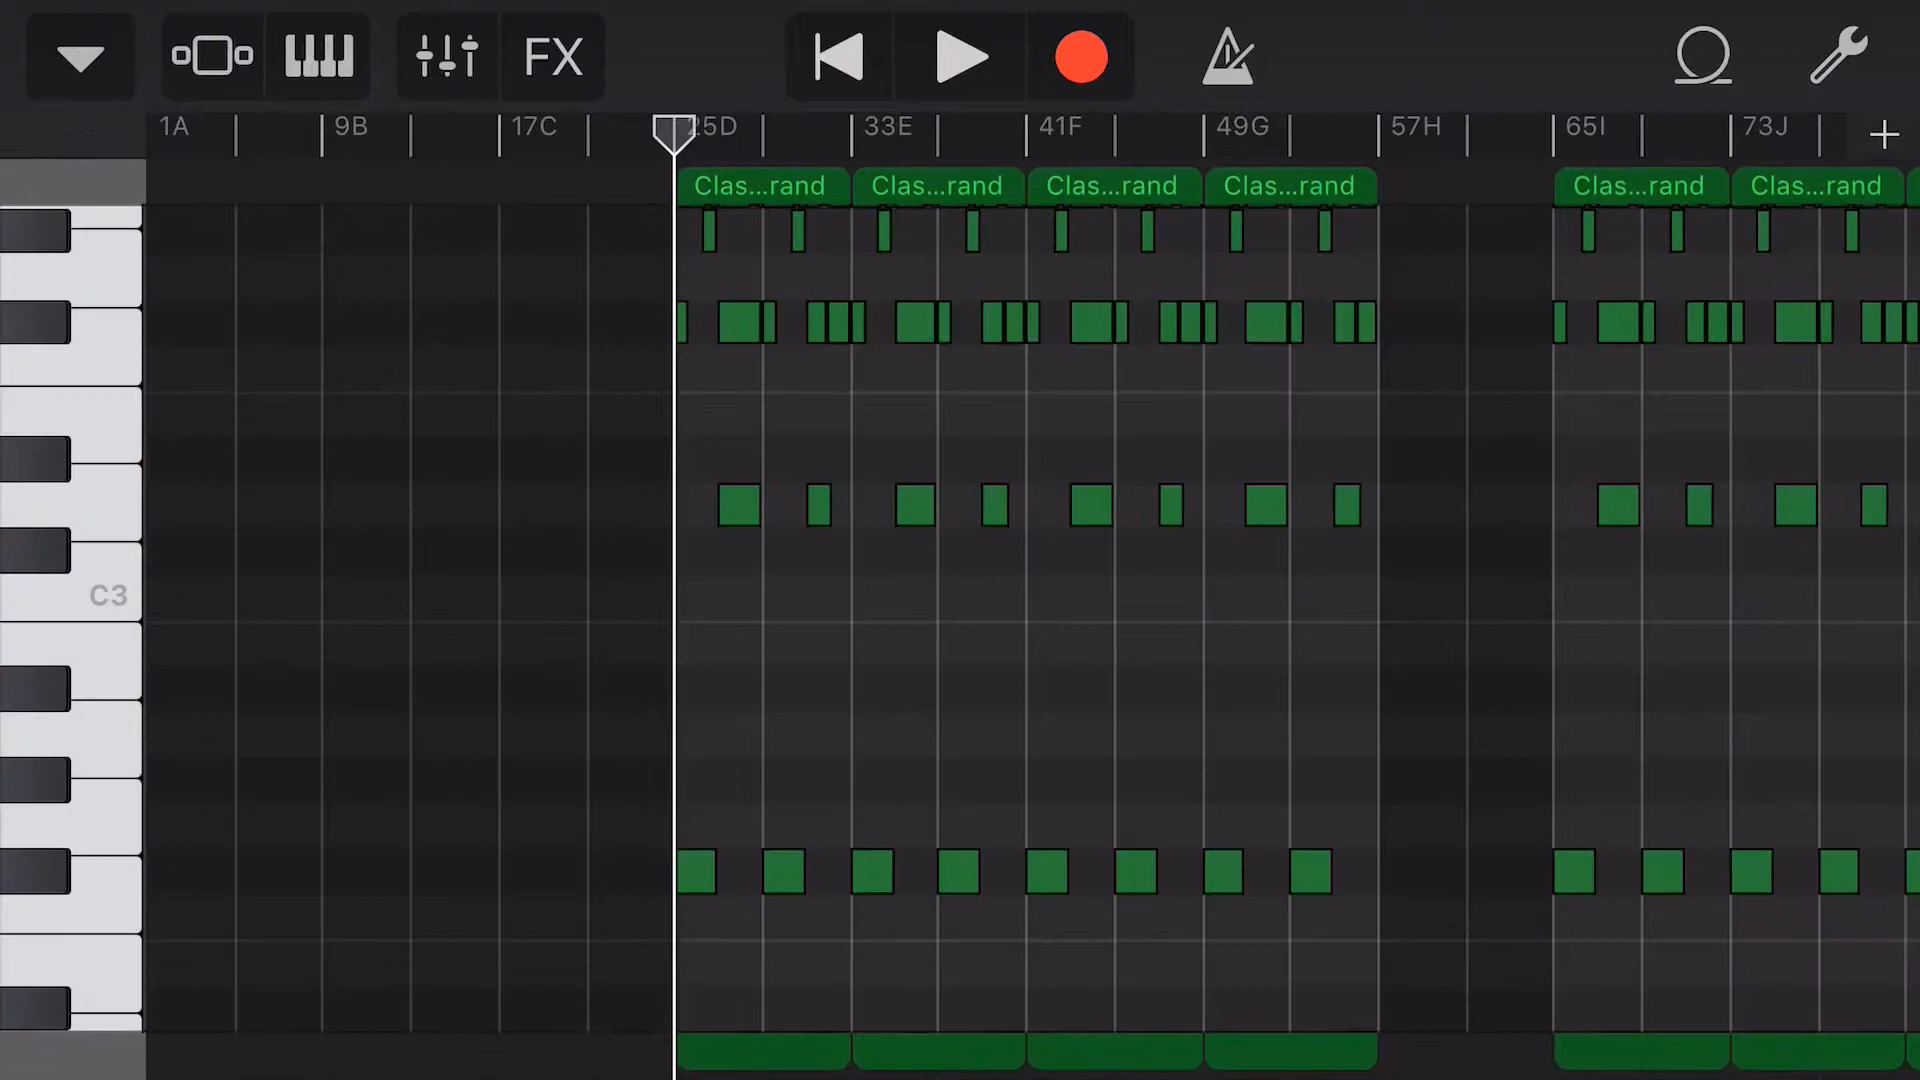 FX
1A 9B 17C 25D 33E 41F 49G 57H 65I 73J
Clas...rand Clas...rand Clas...rand Clas...rand Clas...rand Clas...rand
C3